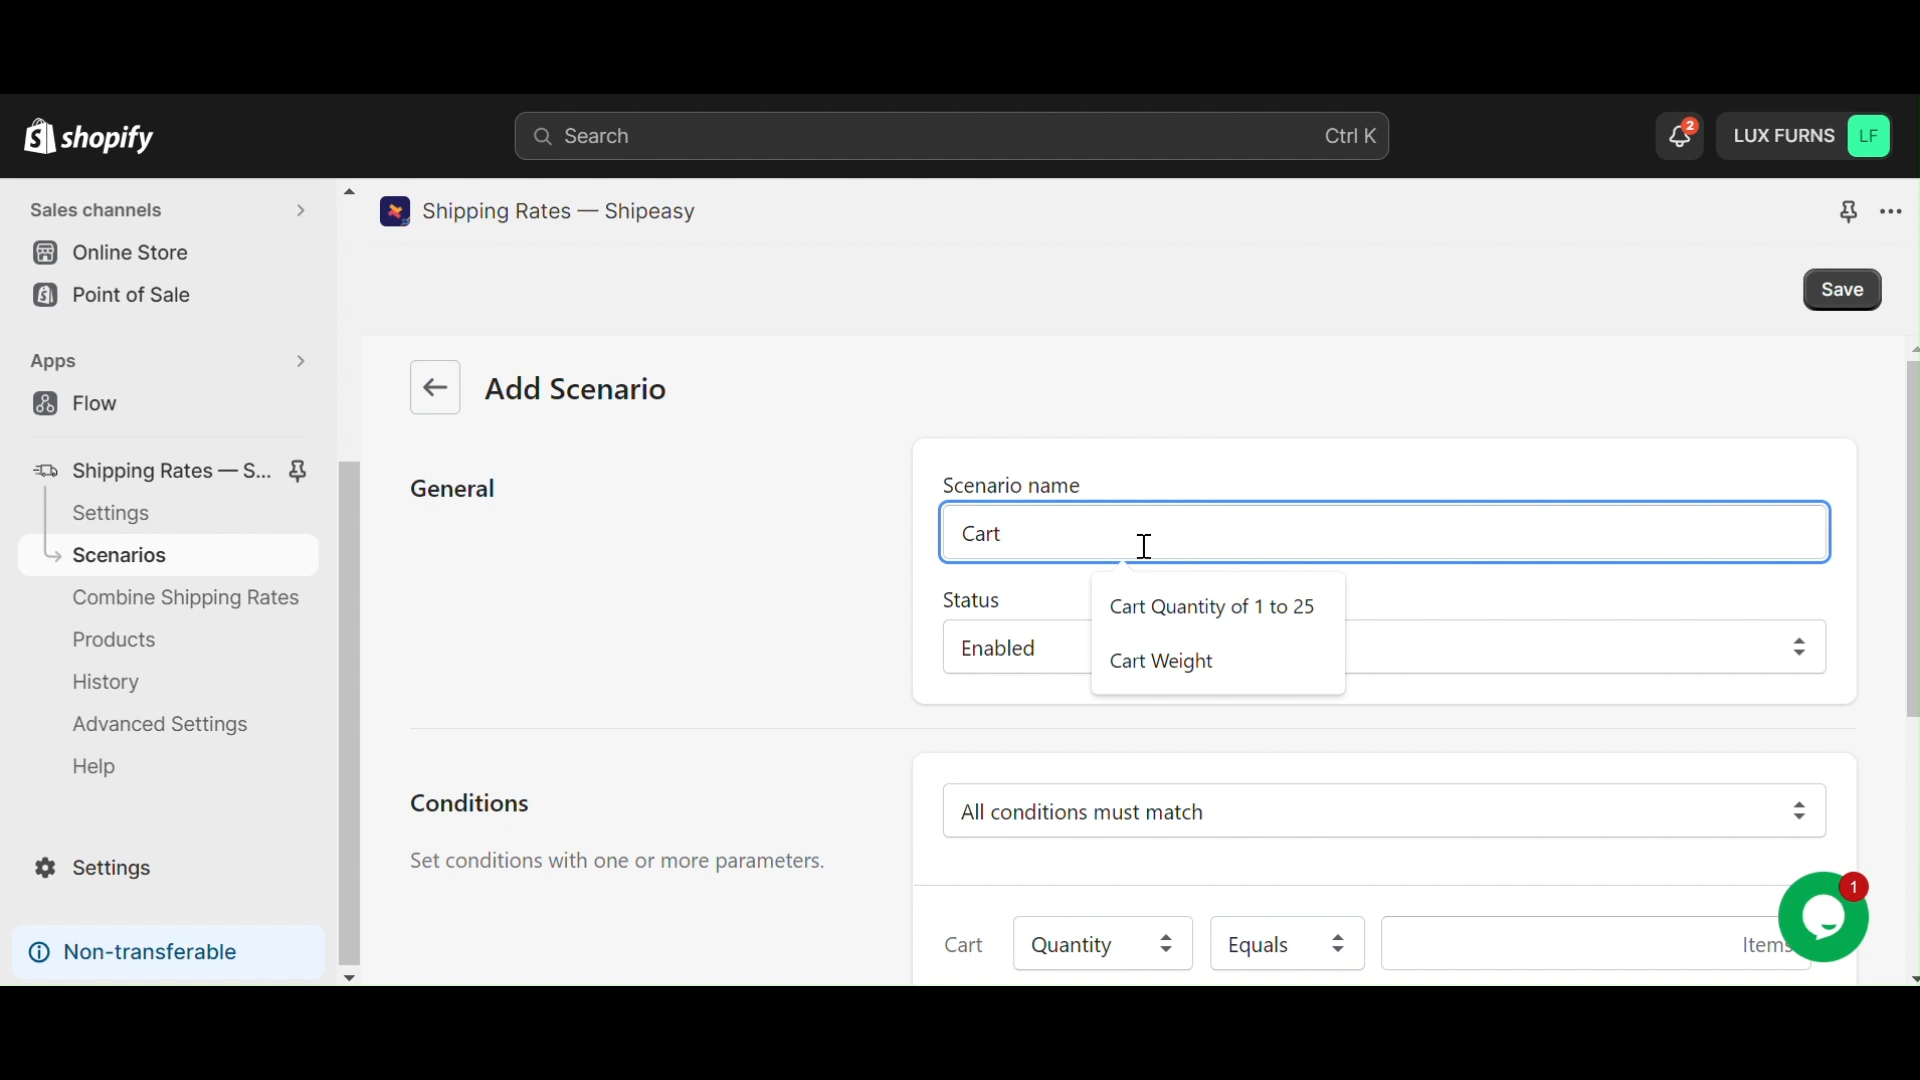 shopify
Search
Ctrl K
2
LUX FURNS
LF
Sales channels
Online Store
Point of Sale
Apps
Flow
Shipping Rates — S...
Settings
Scenarios
Combine Shipping Rates
Products
History
Advanced Settings
Help
Settings
Non-transferable
Shipping Rates — Shipeasy
Save
Add Scenario
General
Scenario name
Cart
Cart Quantity of 1 to 25
Cart Weight
Status
Enabled
Conditions
Set conditions with one or more parameters.
All conditions must match
Cart
Quantity
Equals
Items
1